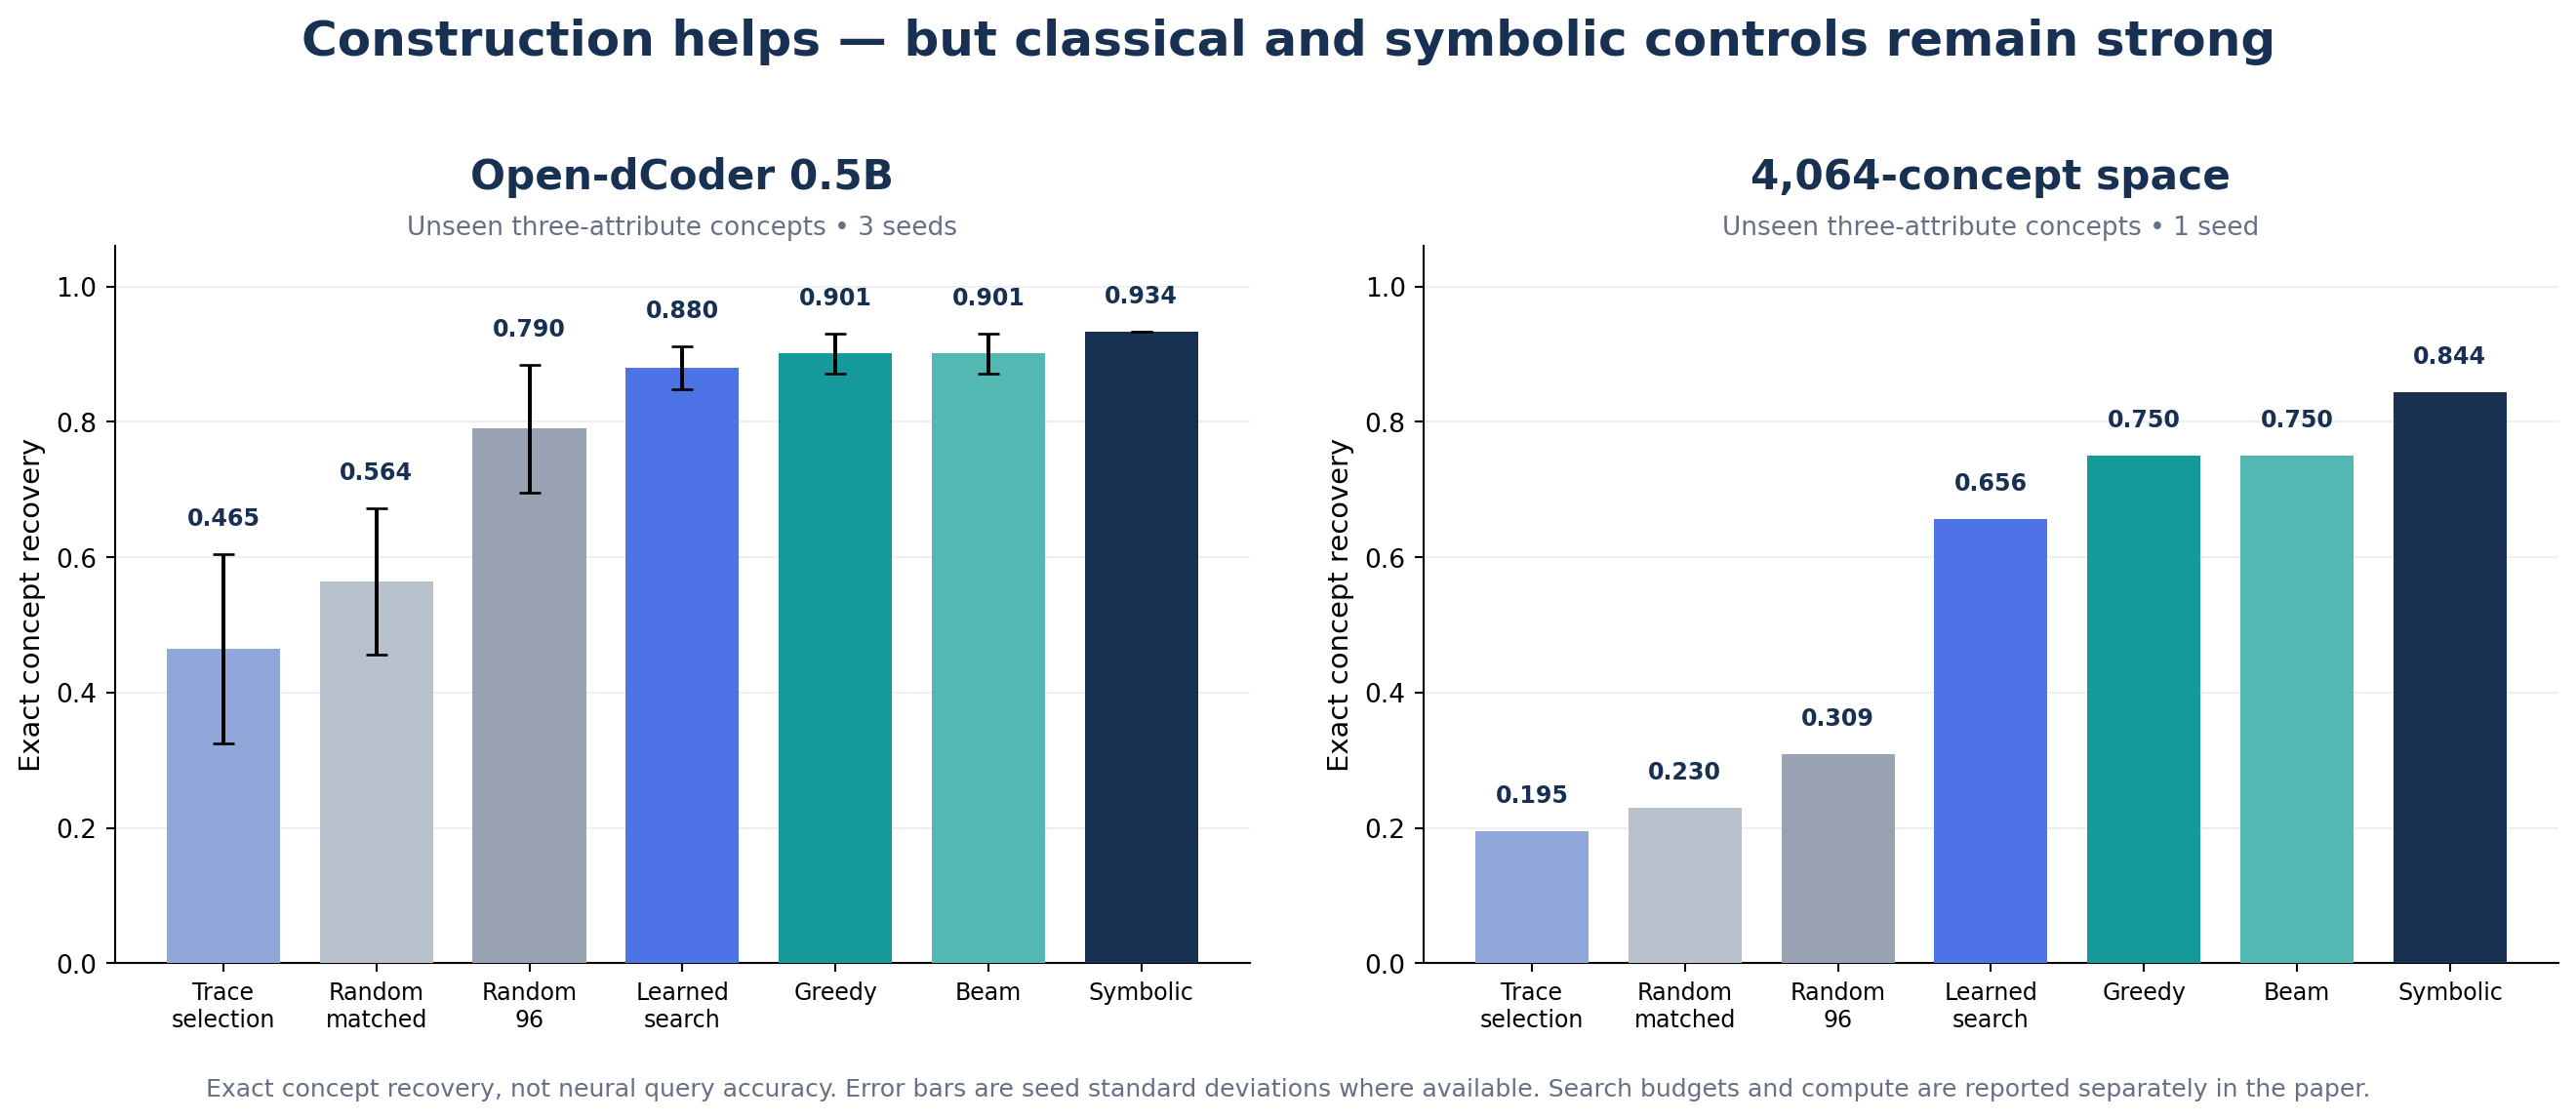 Construction helps — but classical and symbolic controls remain strong
Open-dCoder 0.5B
Unseen three-attribute concepts • 3 seeds
Exact concept recovery
1.0
0.8
0.6
0.4
0.2
0.0
0.465
0.564
0.790
0.880
0.901
0.901
0.934
Trace
selection
Random
matched
Random
96
Learned
search
Greedy
Beam
Symbolic
4,064-concept space
Unseen three-attribute concepts • 1 seed
Exact concept recovery
1.0
0.8
0.6
0.4
0.2
0.0
0.195
0.230
0.309
0.656
0.750
0.750
0.844
Trace
selection
Random
matched
Random
96
Learned
search
Greedy
Beam
Symbolic
Exact concept recovery, not neural query accuracy. Error bars are seed standard deviations where available. Search budgets and compute are reported separately in the paper.